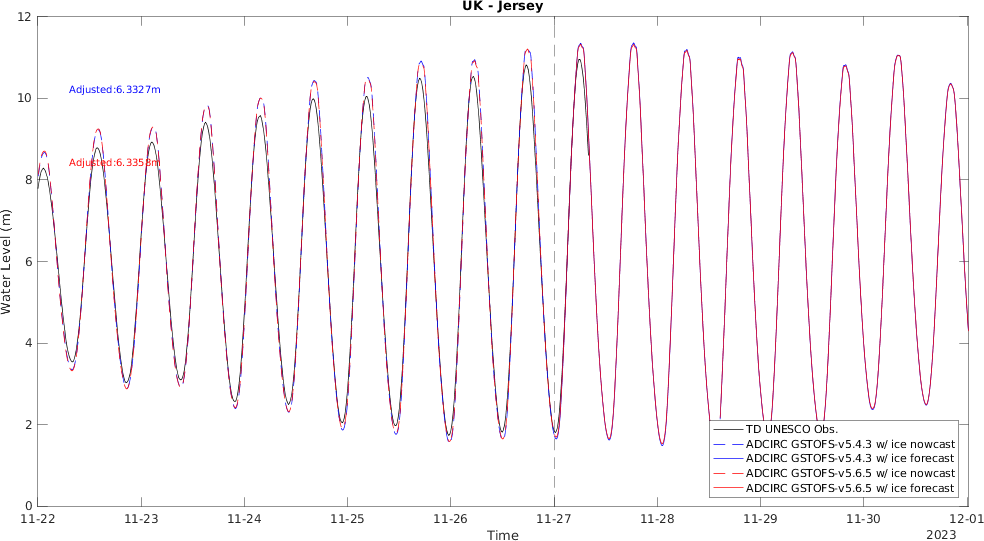 UK - Jersey
12
10
8
6
4
2
0
Water Level (m)
Adjusted:6.3327m
Adjusted:6.3358m
TD UNESCO Obs.
ADCIRC GSTOFS-v5.4.3 w/ ice nowcast
ADCIRC GSTOFS-v5.4.3 w/ ice forecast
ADCIRC GSTOFS-v5.6.5 w/ ice nowcast
ADCIRC GSTOFS-v5.6.5 w/ ice forecast
11-22 11-23 11-24 11-25 11-26 11-27 11-28 11-29 11-30 12-01
Time
2023